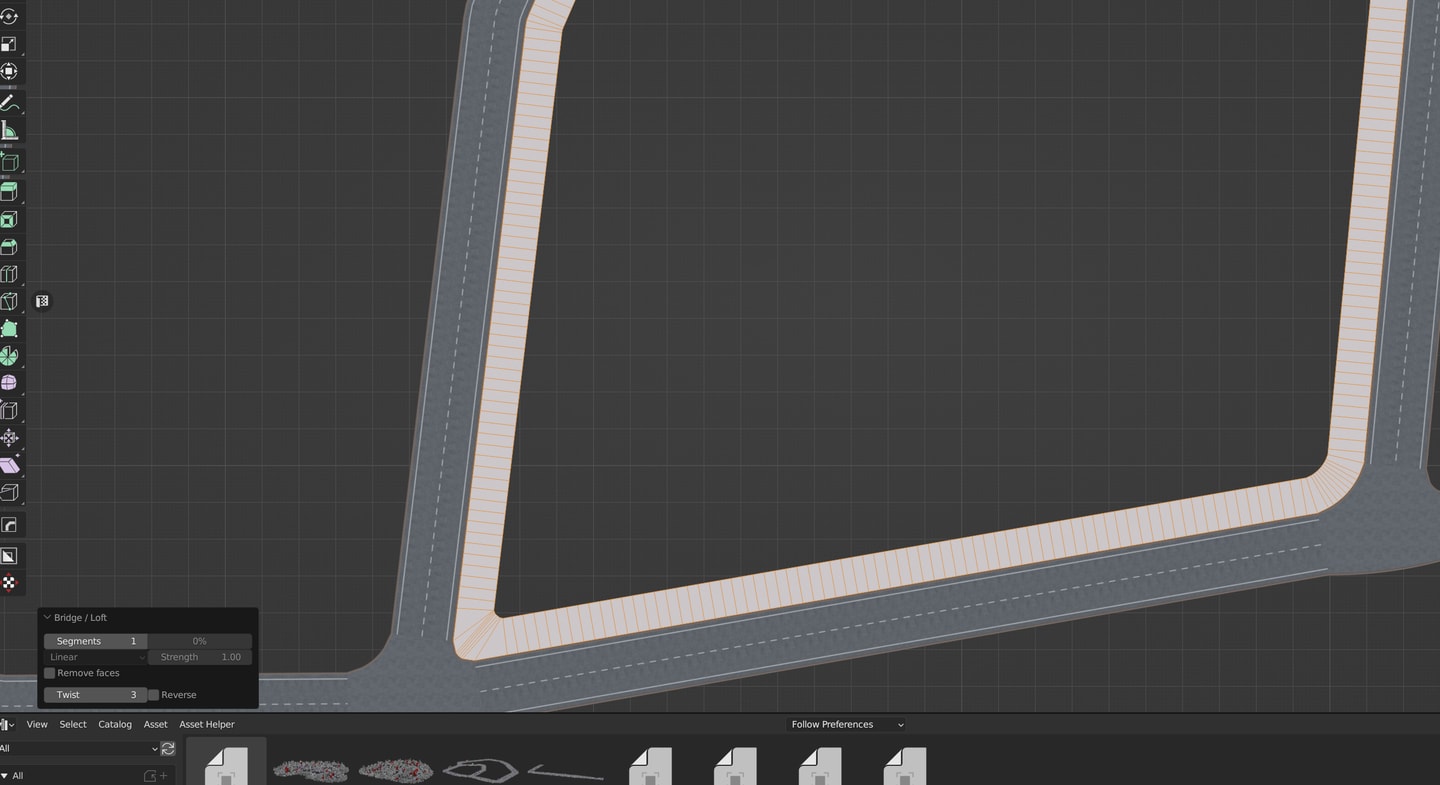 Bridge / Loft
Segments 1 0%
Linear Strength 1.00
Remove faces
Twist 3 Reverse
View Select Catalog Asset Asset Helper Follow Preferences
All
All